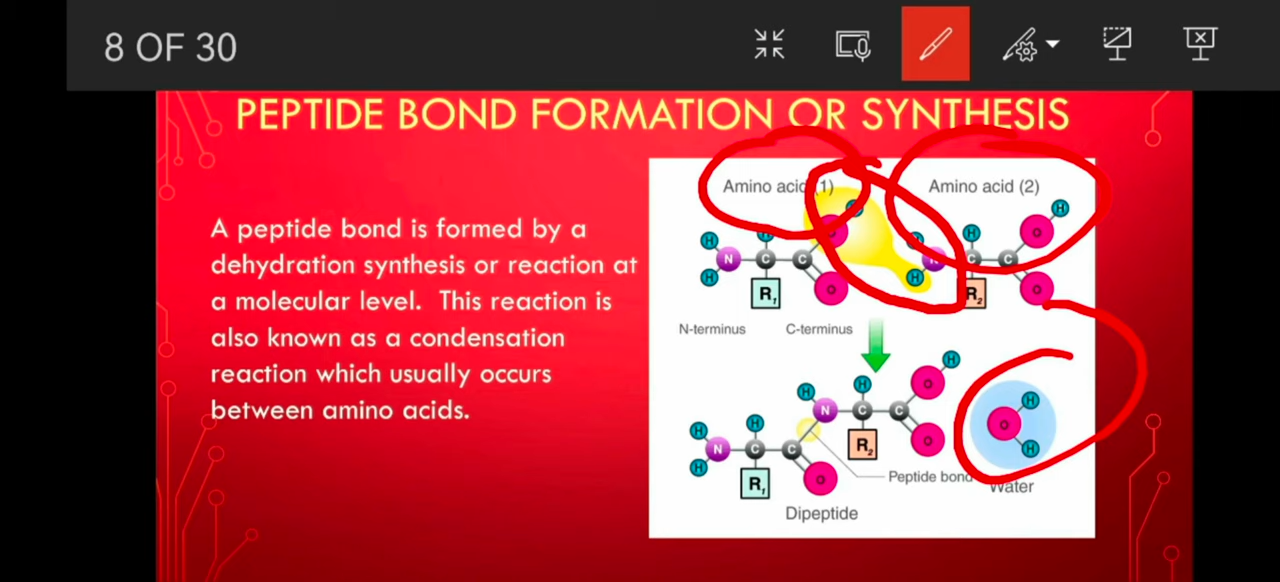 8 OF 30
PEPTIDE BOND FORMATION OR SYNTHESIS
A peptide bond is formed by a
dehydration synthesis or reaction at
a molecular level. This reaction is
also known as a condensation
reaction which usually occurs
between amino acids.
Amino acid (1)
Amino acid (2)
H
H
O
H
H
H
O
H
N
C
C
N
C
C
H
R₁
O
H
R₂
O
N-terminus
C-terminus
H
H
H
O
N
C
C
H
H
R₂
O
O
H
H
N
C
C
H
R₁
O
Peptide bond
Water
Dipeptide